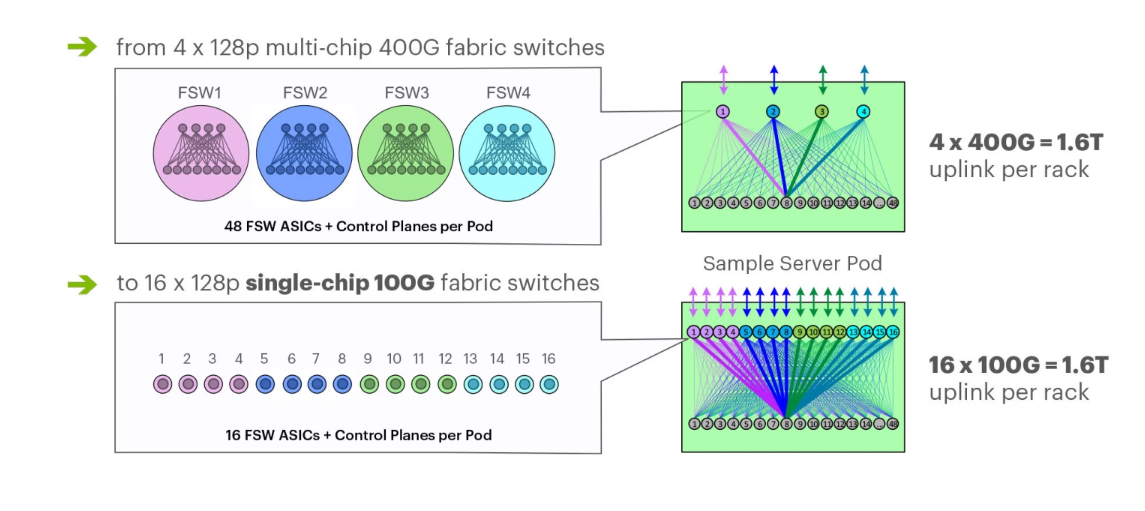 from 4 x 128p multi-chip 400G fabric switches
FSW1 FSW2 FSW3 FSW4
48 FSW ASICs + Control Planes per Pod
1 2 3 4
1 2 3 4 5 6 7 8 9 10 11 12 13 14 ... 48
4 x 400G = 1.6T
uplink per rack
to 16 x 128p single-chip 100G fabric switches
1 2 3 4 5 6 7 8 9 10 11 12 13 14 15 16
16 FSW ASICs + Control Planes per Pod
Sample Server Pod
1 2 3 4 5 6 7 8 9 10 11 12 13 14 15 16
1 2 3 4 5 6 7 8 9 10 11 12 13 14 ... 48
16 x 100G = 1.6T
uplink per rack